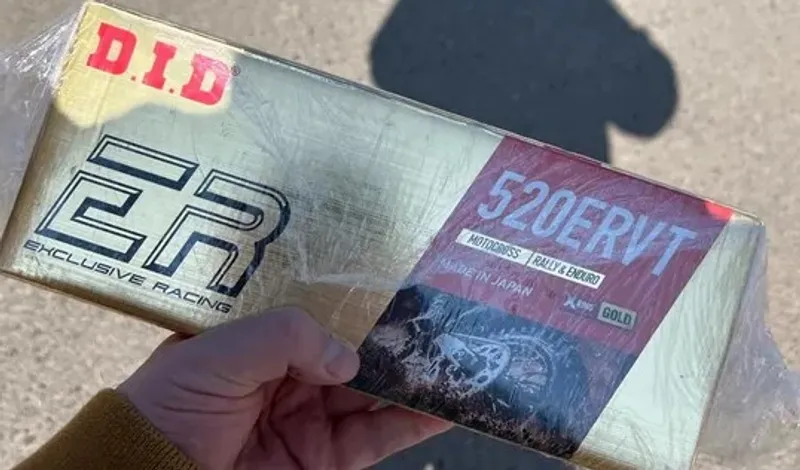 D.I.D®
ER
EXCLUSIVE RACING
520ERVT
MOTOCROSS RALLY & ENDURO
MADE IN JAPAN
GOLD